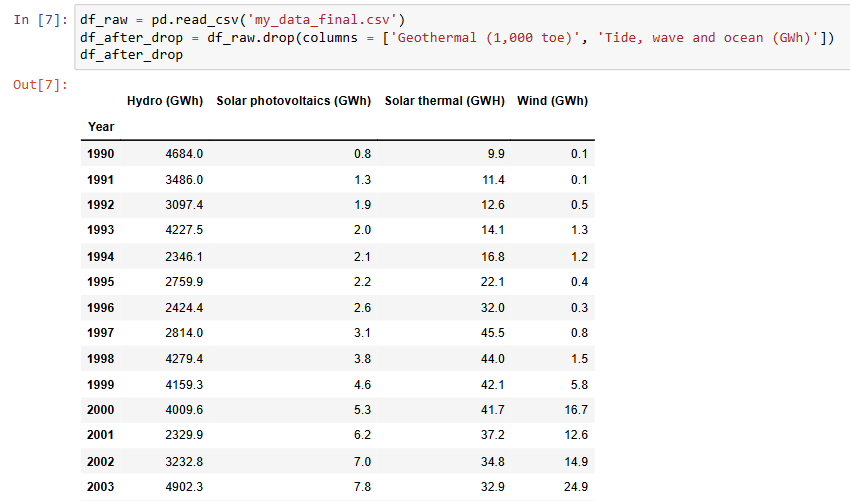 In [7]: df_raw = pd.read_csv('my_data_final.csv')
df_after_drop = df_raw.drop(columns = ['Geothermal (1,000 toe)', 'Tide, wave and ocean (GWh)'])
df_after_drop
Out[7]:
Hydro (GWh) Solar photovoltaics (GWh) Solar thermal (GWH) Wind (GWh)
Year
1990 4684.0 0.8 9.9 0.1
1991 3486.0 1.3 11.4 0.1
1992 3097.4 1.9 12.6 0.5
1993 4227.5 2.0 14.1 1.3
1994 2346.1 2.1 16.8 1.2
1995 2759.9 2.2 22.1 0.4
1996 2424.4 2.6 32.0 0.3
1997 2814.0 3.1 45.5 0.8
1998 4279.4 3.8 44.0 1.5
1999 4159.3 4.6 42.1 5.8
2000 4009.6 5.3 41.7 16.7
2001 2329.9 6.2 37.2 12.6
2002 3232.8 7.0 34.8 14.9
2003 4902.3 7.8 32.9 24.9